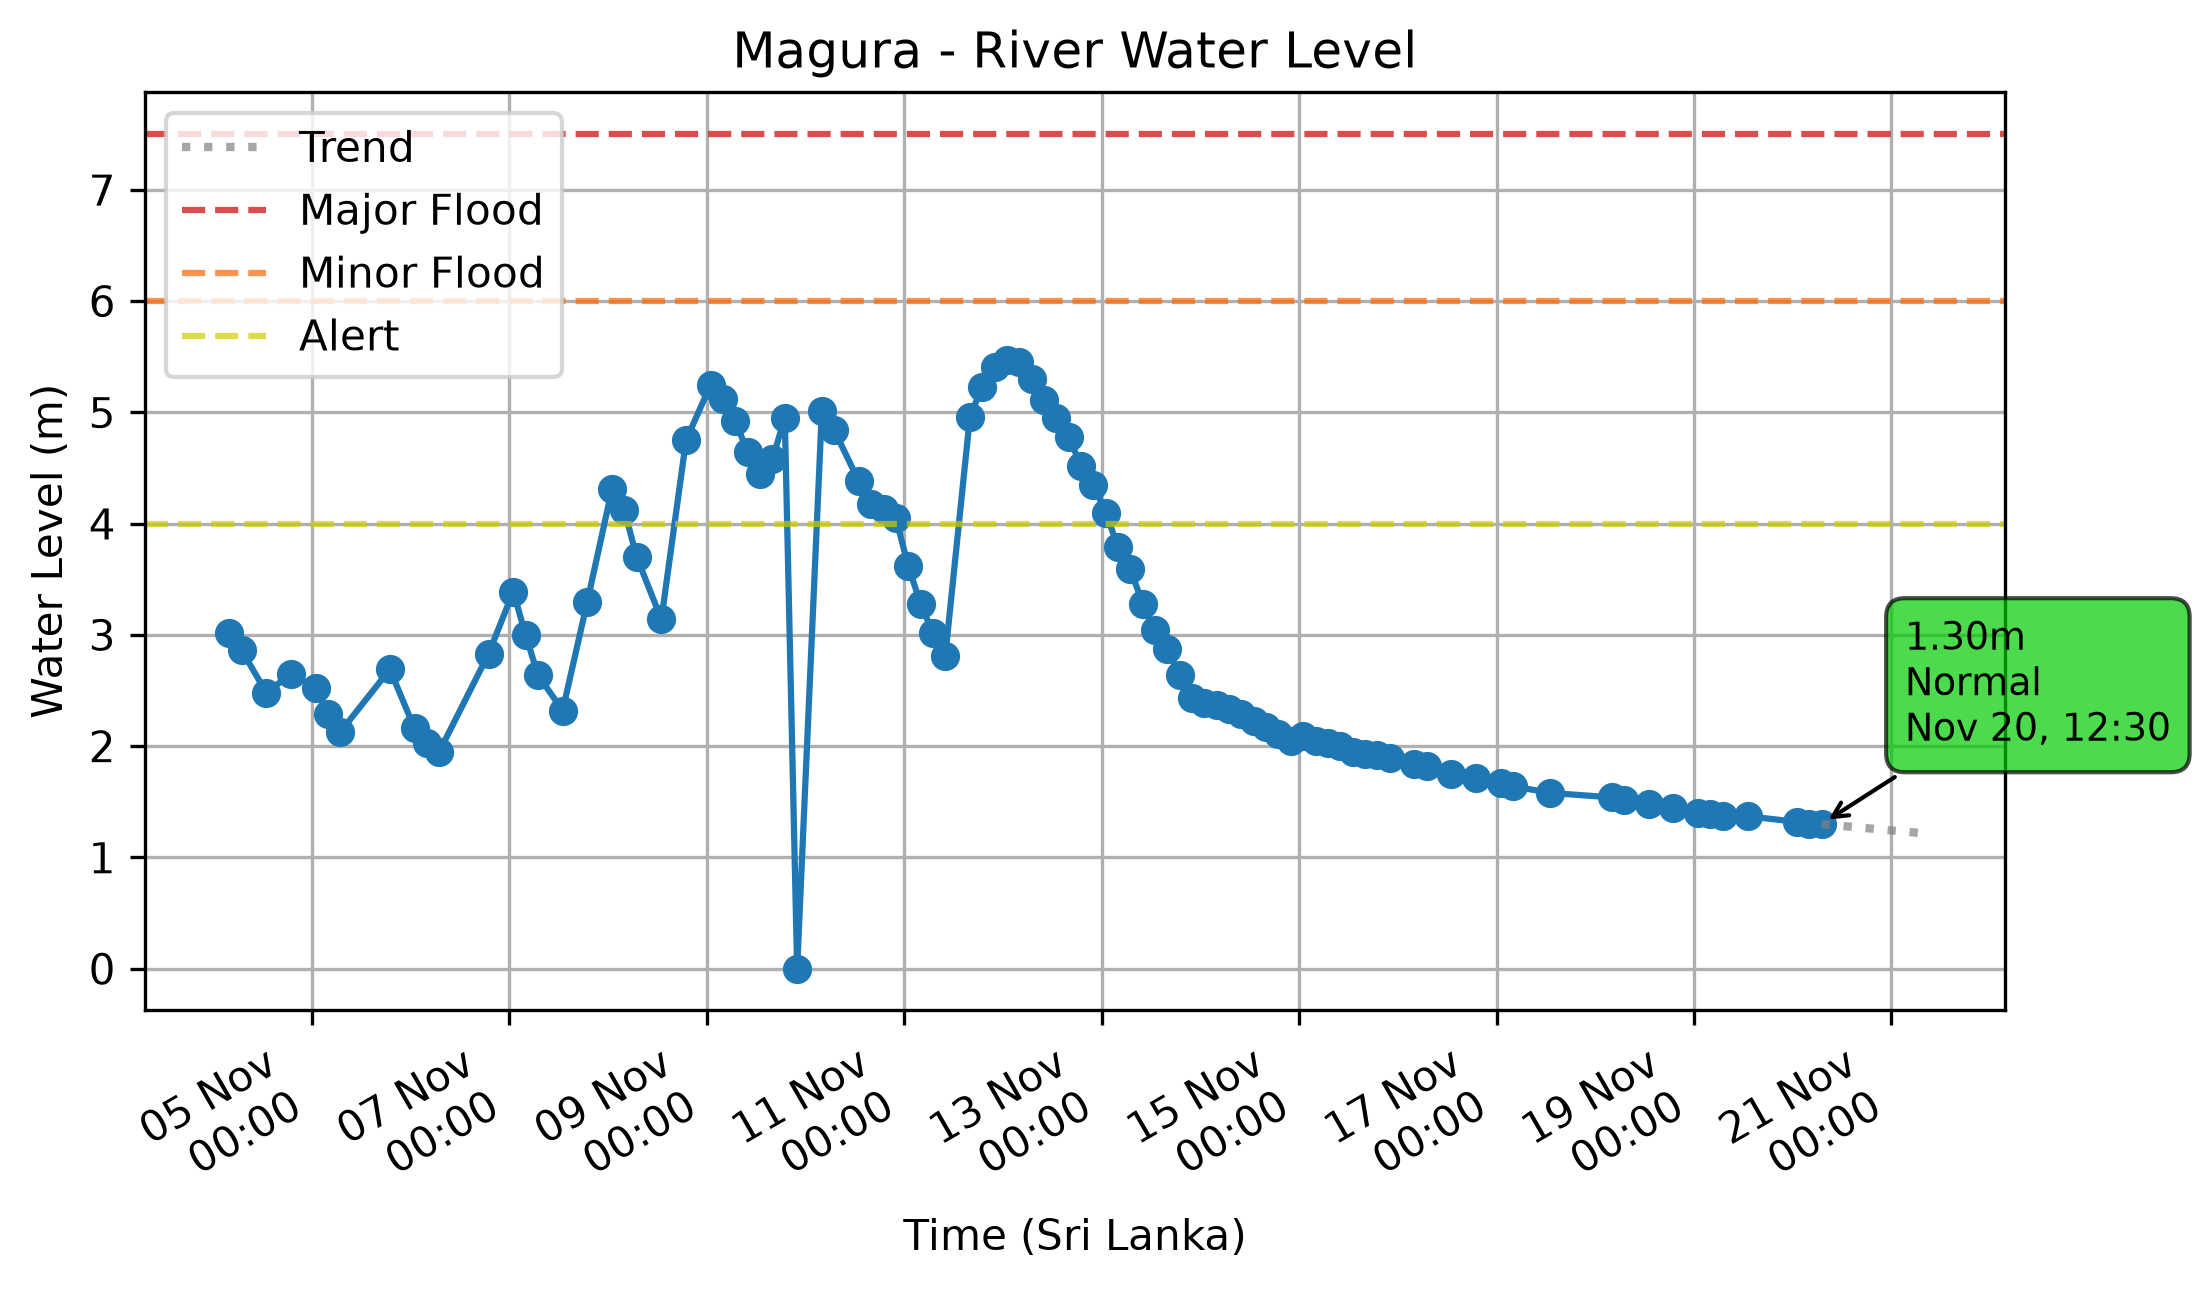 Magura - River Water Level
Trend
Major Flood
Minor Flood
Alert
7
6
5
4
3
2
1
0
Water Level (m)
1.30m
Normal
Nov 20, 12:30
05 Nov
00:00
07 Nov
00:00
09 Nov
00:00
11 Nov
00:00
13 Nov
00:00
15 Nov
00:00
17 Nov
00:00
19 Nov
00:00
21 Nov
00:00
Time (Sri Lanka)